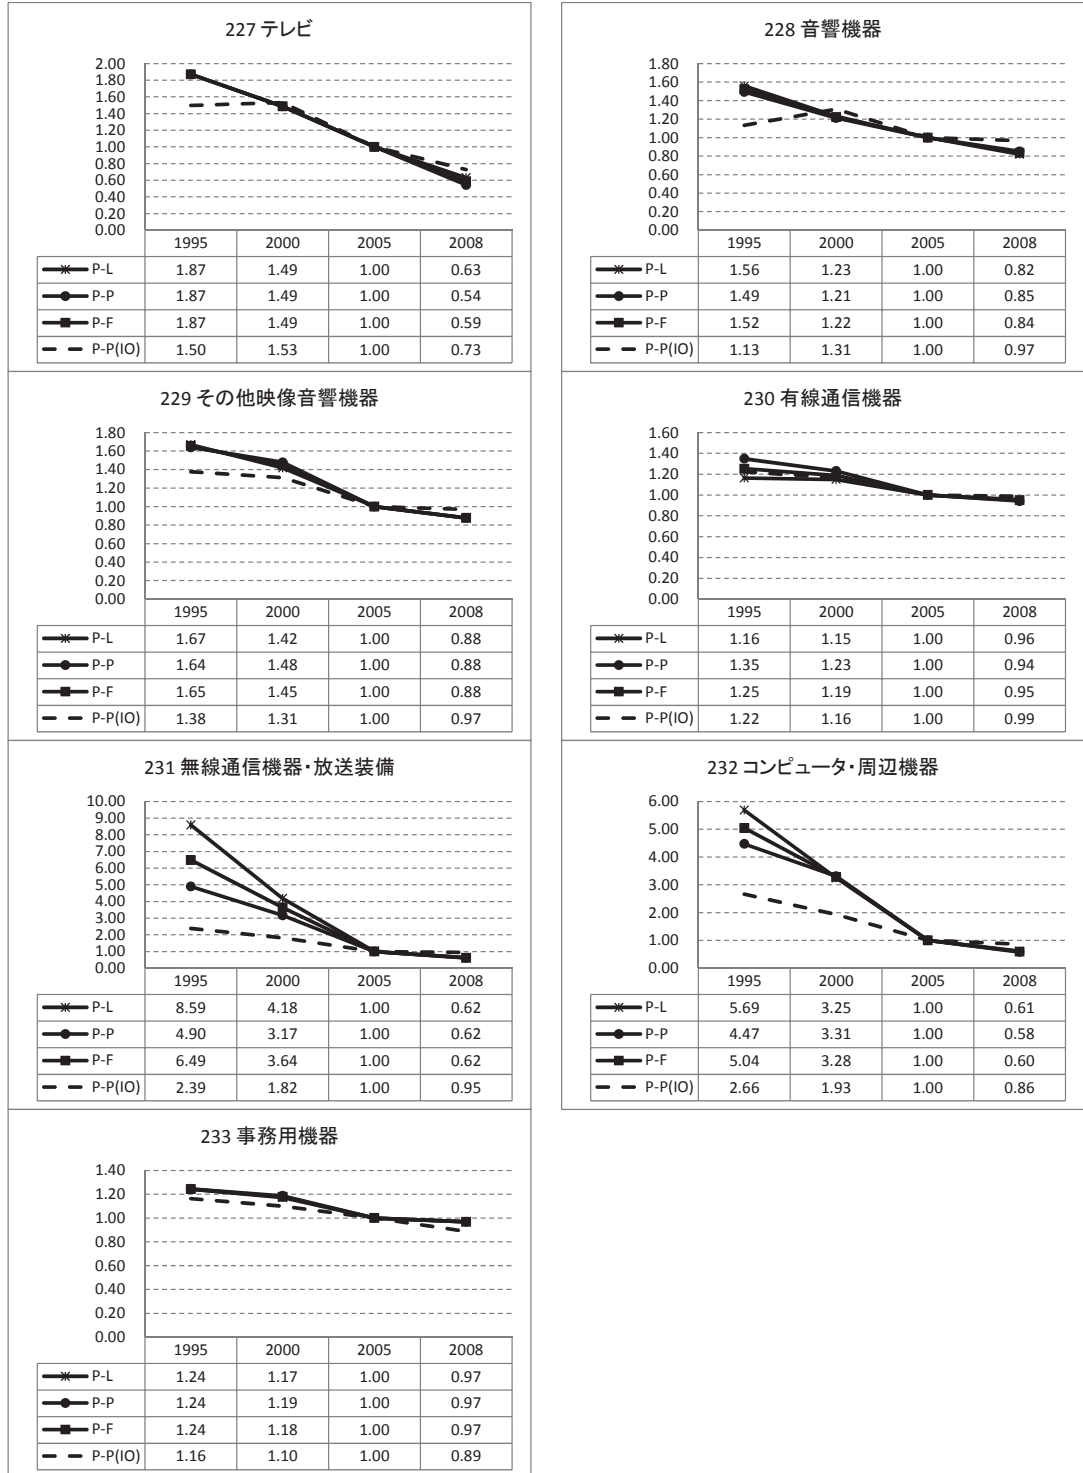 227 テレビ
2.00
1.80
1.60
1.40
1.20
1.00
0.80
0.60
0.40
0.20
0.00
1995 2000 2005 2008
P-L 1.87 1.49 1.00 0.63
P-P 1.87 1.49 1.00 0.54
P-F 1.87 1.49 1.00 0.59
P-P(IO) 1.50 1.53 1.00 0.73
228 音響機器
1.80
1.60
1.40
1.20
1.00
0.80
0.60
0.40
0.20
0.00
1995 2000 2005 2008
P-L 1.56 1.23 1.00 0.82
P-P 1.49 1.21 1.00 0.85
P-F 1.52 1.22 1.00 0.84
P-P(IO) 1.13 1.31 1.00 0.97
229 その他映像音響機器
1.80
1.60
1.40
1.20
1.00
0.80
0.60
0.40
0.20
0.00
1995 2000 2005 2008
P-L 1.67 1.42 1.00 0.88
P-P 1.64 1.48 1.00 0.88
P-F 1.65 1.45 1.00 0.88
P-P(IO) 1.38 1.31 1.00 0.97
230 有線通信機器
1.60
1.40
1.20
1.00
0.80
0.60
0.40
0.20
0.00
1995 2000 2005 2008
P-L 1.16 1.15 1.00 0.96
P-P 1.35 1.23 1.00 0.94
P-F 1.25 1.19 1.00 0.95
P-P(IO) 1.22 1.16 1.00 0.99
231 無線通信機器・放送装備
10.00
9.00
8.00
7.00
6.00
5.00
4.00
3.00
2.00
1.00
0.00
1995 2000 2005 2008
P-L 8.59 4.18 1.00 0.62
P-P 4.90 3.17 1.00 0.62
P-F 6.49 3.64 1.00 0.62
P-P(IO) 2.39 1.82 1.00 0.95
232 コンピュータ・周辺機器
6.00
5.00
4.00
3.00
2.00
1.00
0.00
1995 2000 2005 2008
P-L 5.69 3.25 1.00 0.61
P-P 4.47 3.31 1.00 0.58
P-F 5.04 3.28 1.00 0.60
P-P(IO) 2.66 1.93 1.00 0.86
233 事務用機器
1.40
1.20
1.00
0.80
0.60
0.40
0.20
0.00
1995 2000 2005 2008
P-L 1.24 1.17 1.00 0.97
P-P 1.24 1.19 1.00 0.97
P-F 1.24 1.18 1.00 0.97
P-P(IO) 1.16 1.10 1.00 0.89